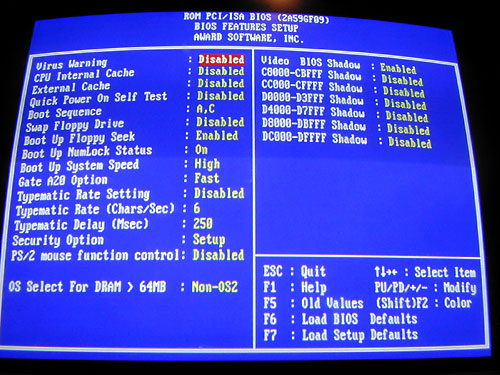 ROM PCI/ISA BIOS (2A59GF09)
BIOS FEATURES SETUP
AWARD SOFTWARE, INC.
Virus Warning : Disabled
CPU Internal Cache : Disabled
External Cache : Disabled
Quick Power On Self Test : Disabled
Boot Sequence : A,C
Swap Floppy Drive : Disabled
Boot Up Floppy Seek : Enabled
Boot Up NumLock Status : On
Boot Up System Speed : High
Gate A20 Option : Fast
Typematic Rate Setting : Disabled
Typematic Rate (Chars/Sec) : 6
Typematic Delay (Msec) : 250
Security Option : Setup
PS/2 mouse function control: Disabled
OS Select For DRAM > 64MB : Non-OS2
Video BIOS Shadow : Enabled
C8000-CBFFF Shadow : Disabled
CC000-CFFFF Shadow : Disabled
D0000-D3FFF Shadow : Disabled
D4000-D7FFF Shadow : Disabled
D8000-DBFFF Shadow : Disabled
DC000-DFFFF Shadow : Disabled
ESC : Quit ↑↓→← : Select Item
F1 : Help PU/PD/+/- : Modify
F5 : Old Values (Shift)F2 : Color
F6 : Load BIOS Defaults
F7 : Load Setup Defaults